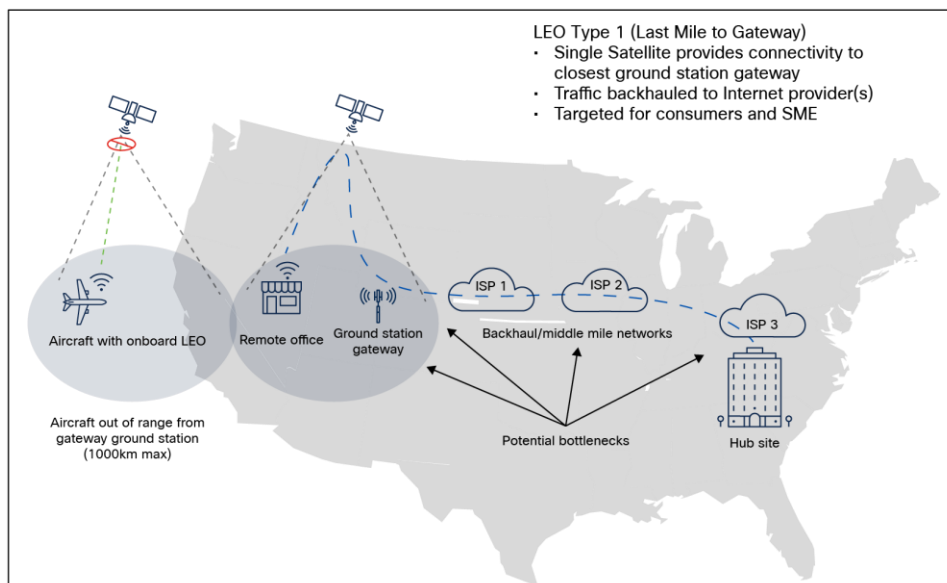 LEO Type 1 (Last Mile to Gateway)
• Single Satellite provides connectivity to
closest ground station gateway
• Traffic backhauled to Internet provider(s)
• Targeted for consumers and SME
ISP 1
ISP 2
ISP 3
Aircraft with onboard LEO
Remote office
Ground station
gateway
Backhaul/middle mile networks
Aircraft out of range from
gateway ground station
(1000km max)
Potential bottlenecks
Hub site